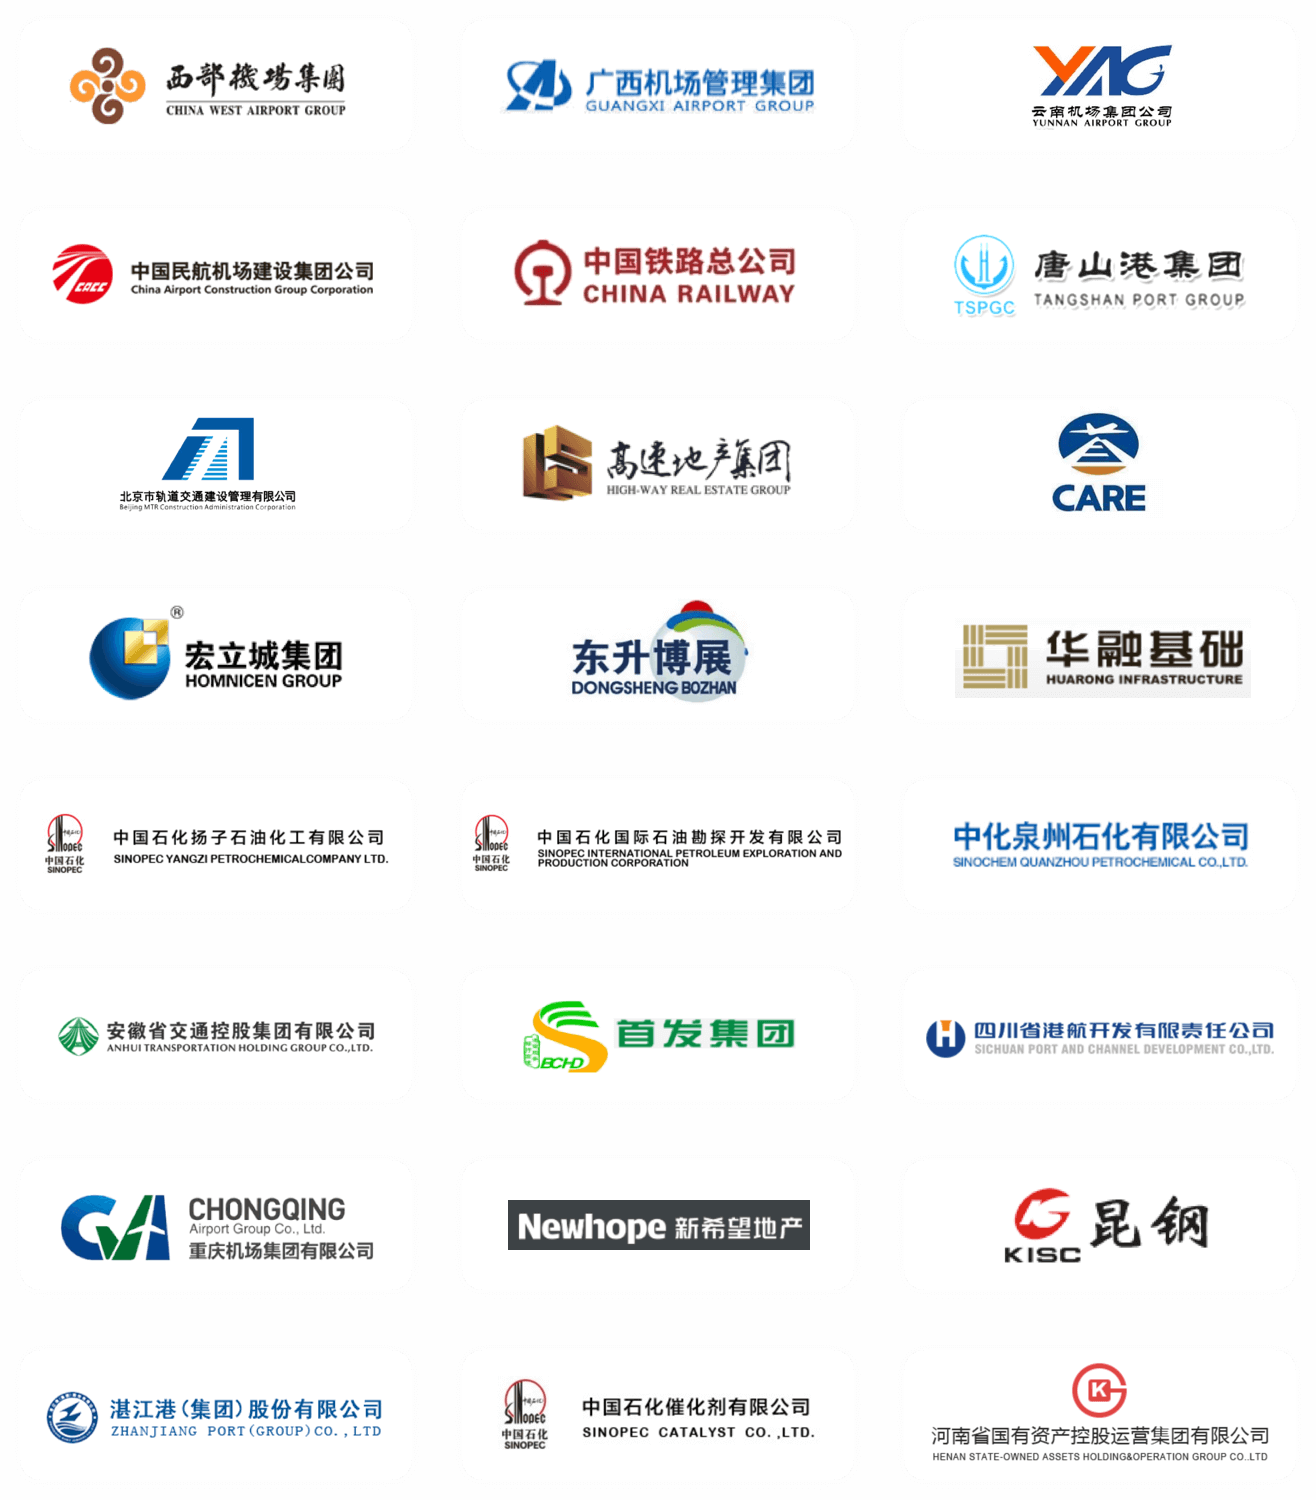 西部機場集團
CHINA WEST AIRPORT GROUP
广西机场管理集团
GUANGXI AIRPORT GROUP
YAG
云南机场集团公司
YUNNAN AIRPORT GROUP
CACC
中国民航机场建设集团公司
China Airport Construction Group Corporation
中国铁路总公司
CHINA RAILWAY
TSPGC
唐山港集团
TANGSHAN PORT GROUP
北京市轨道交通建设管理有限公司
Beijing MTR Construction Administration Corporation
高速地产集团
HIGH-WAY REAL ESTATE GROUP
CARE
®
宏立城集团
HOMNICEN GROUP
东升博展
DONGSHENG BOZHAN
华融基础
HUARONG INFRASTRUCTURE
SINOPEC
中国石化
SINOPEC
中国石化扬子石油化工有限公司
SINOPEC YANGZI PETROCHEMICALCOMPANY LTD.
SINOPEC
中国石化
SINOPEC
中国石化国际石油勘探开发有限公司
SINOPEC INTERNATIONAL PETROLEUM EXPLORATION AND
PRODUCTION CORPORATION
中化泉州石化有限公司
SINOCHEM QUANZHOU PETROCHEMICAL CO.,LTD.
安徽省交通控股集团有限公司
ANHUI TRANSPORTATION HOLDING GROUP CO.,LTD.
BCHD
首发集团
四川省港航开发有限责任公司
SICHUAN PORT AND CHANNEL DEVELOPMENT CO.,LTD.
CHONGQING
Airport Group Co., Ltd.
重庆机场集团有限公司
Newhope 新希望地产
KISC
昆钢
湛江港(集团)股份有限公司
ZHANJIANG PORT(GROUP)CO.,LTD
SINOPEC
中国石化
SINOPEC
中国石化催化剂有限公司
SINOPEC CATALYST CO.,LTD.
K
河南省国有资产控股运营集团有限公司
HENAN STATE-OWNED ASSETS HOLDING&OPERATION GROUP CO..LTD